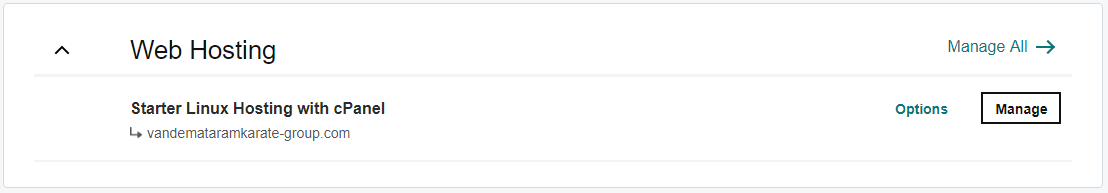 Web Hosting
Manage All
Starter Linux Hosting with cPanel
Options
Manage
vandemataramkarate-group.com